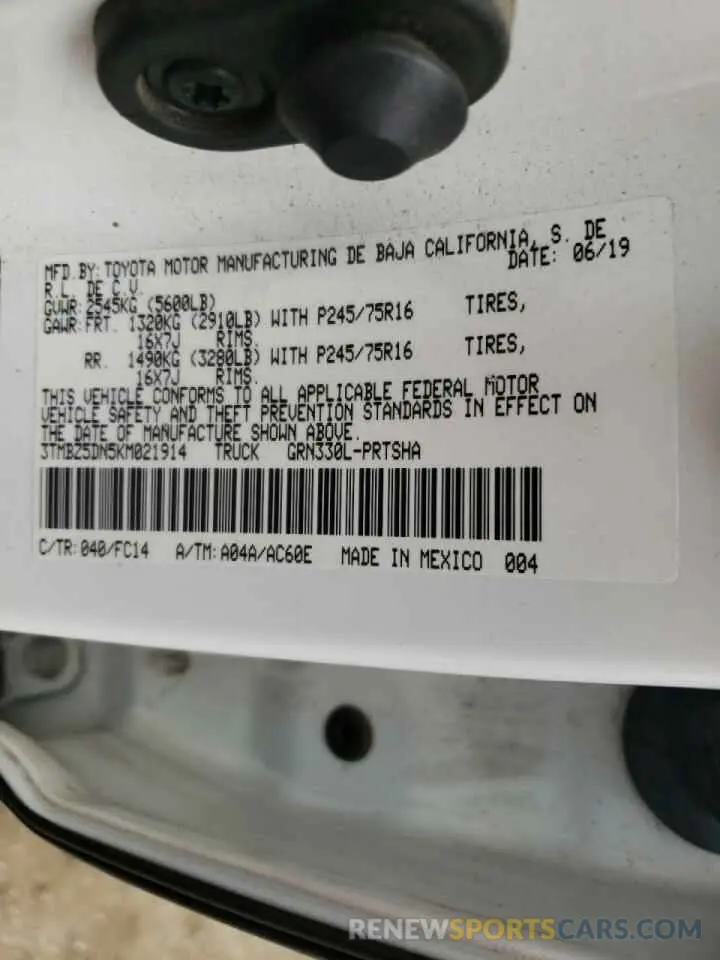 MFD. BY: TOYOTA MOTOR MANUFACTURING DE BAJA CALIFORNIA, S. DE
R.L. DE C.V. DATE: 06/19
GVWR: 2545KG (5600LB)
GAWR: FRT. 1320KG (2910LB) WITH P245/75R16 TIRES,
16X7J RIMS.
RR. 1490KG (3280LB) WITH P245/75R16 TIRES,
16X7J RIMS.
THIS VEHICLE CONFORMS TO ALL APPLICABLE FEDERAL MOTOR
VEHICLE SAFETY AND THEFT PREVENTION STANDARDS IN EFFECT ON
THE DATE OF MANUFACTURE SHOWN ABOVE.
3TMBZ5DN5KM021914 TRUCK GRN330L-PRTSHA
C/TR: 040/FC14 A/TM: A04A/AC60E MADE IN MEXICO 004
RENEWSPORTSCARS.COM